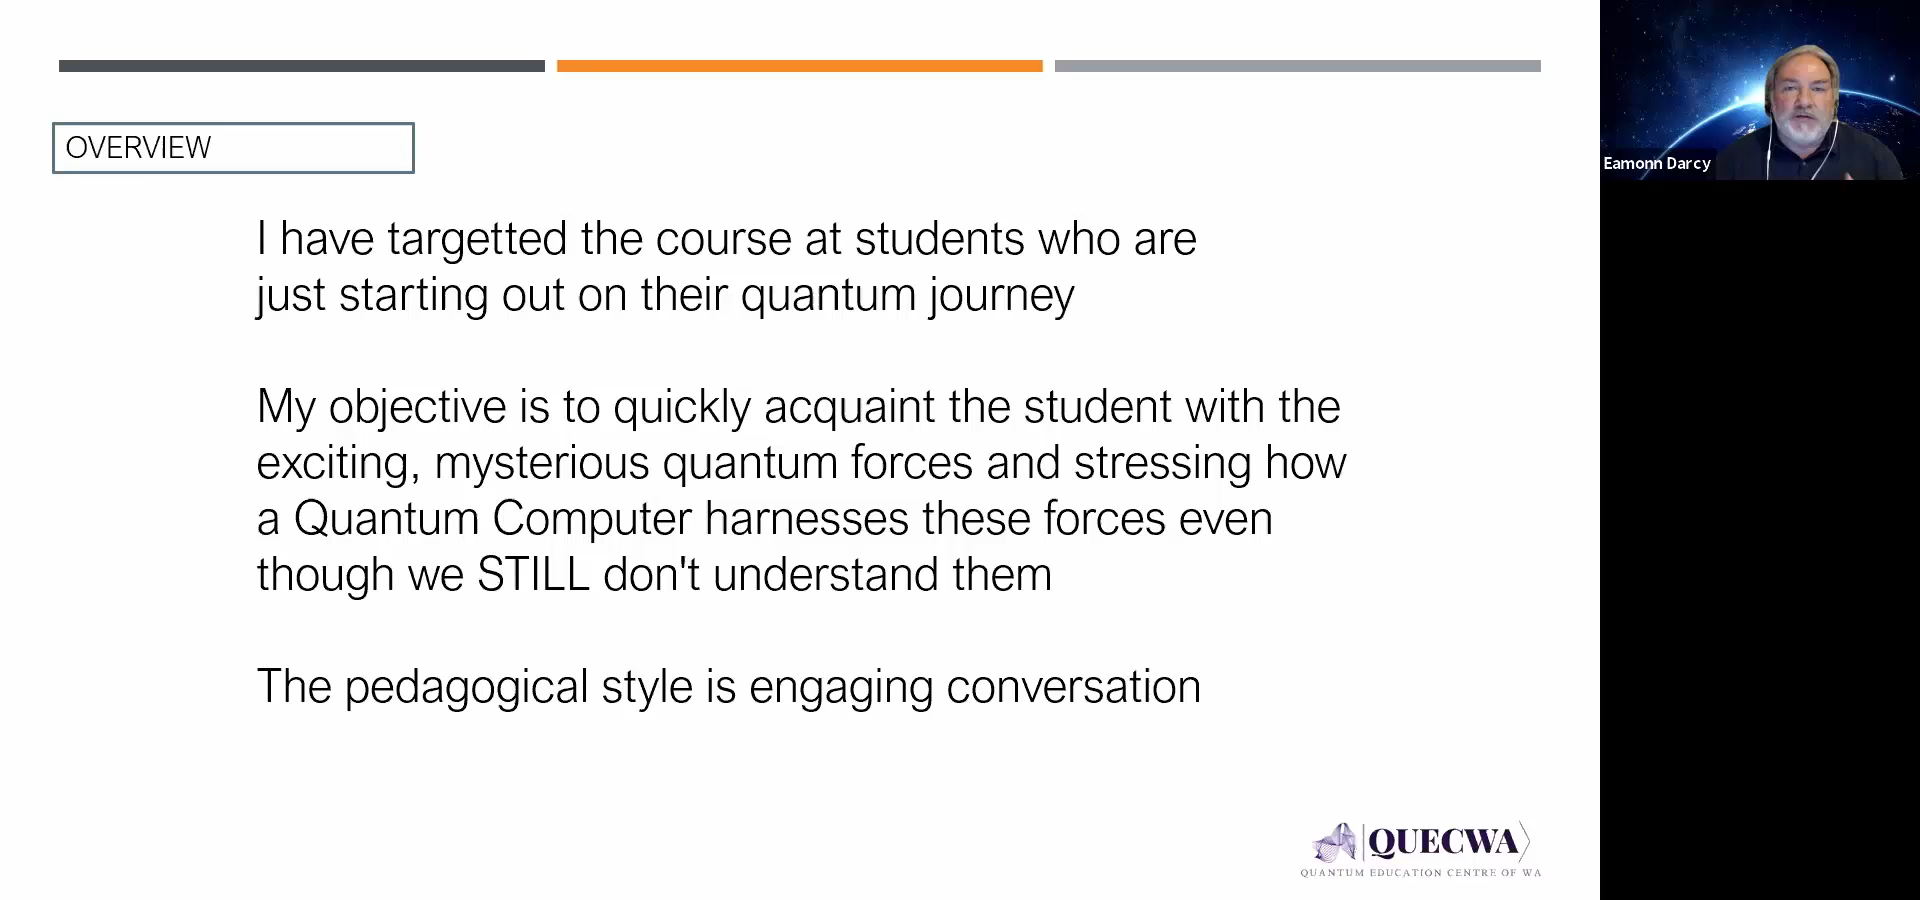 OVERVIEW
I have targetted the course at students who are
just starting out on their quantum journey
My objective is to quickly acquaint the student with the
exciting, mysterious quantum forces and stressing how
a Quantum Computer harnesses these forces even
though we STILL don't understand them
The pedagogical style is engaging conversation
QUECWA
QUANTUM EDUCATION CENTRE OF WA
Eamonn Darcy